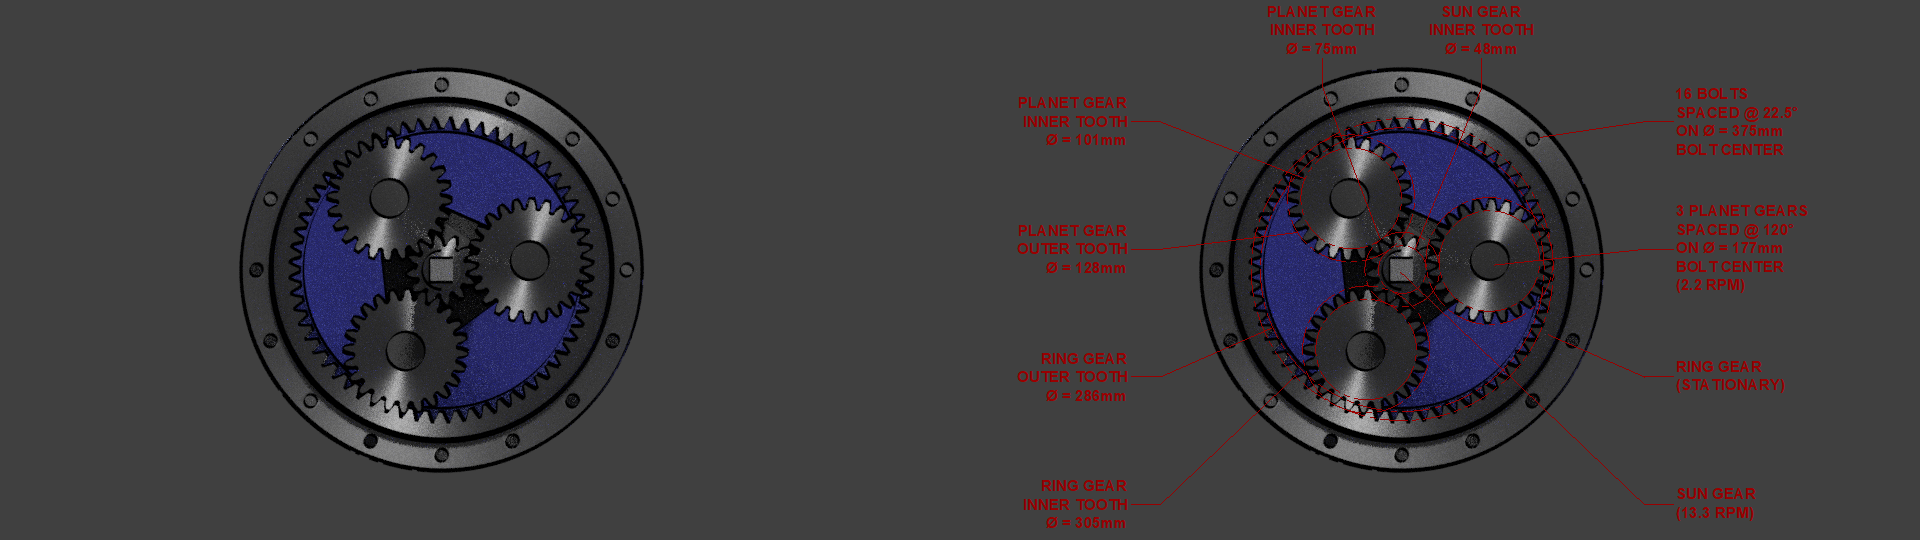 PLANET GEAR
INNER TOOTH
Ø = 75mm
SUN GEAR
INNER TOOTH
Ø = 48mm
PLANET GEAR
INNER TOOTH
Ø = 101mm
PLANET GEAR
OUTER TOOTH
Ø = 128mm
RING GEAR
OUTER TOOTH
Ø = 286mm
RING GEAR
INNER TOOTH
Ø = 305mm
16 BOLTS
SPACED @ 22.5°
ON Ø = 375mm
BOLT CENTER
3 PLANET GEARS
SPACED @ 120°
ON Ø = 177mm
BOLT CENTER
(2.2 RPM)
RING GEAR
(STATIONARY)
SUN GEAR
(13.3 RPM)